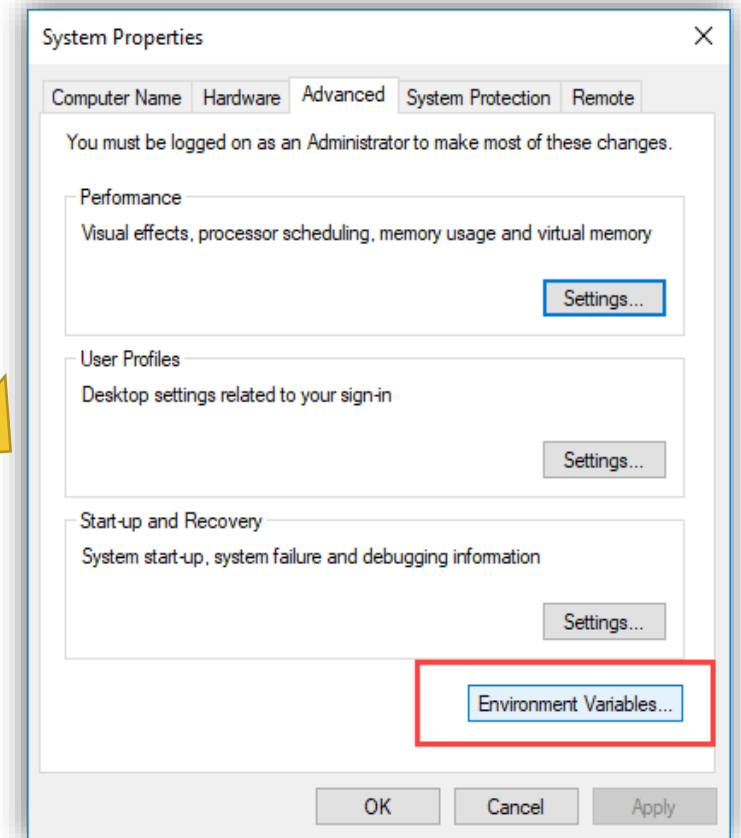 System Properties
Computer Name Hardware Advanced System Protection Remote
You must be logged on as an Administrator to make most of these changes.
Performance
Visual effects, processor scheduling, memory usage and virtual memory
Settings...
User Profiles
Desktop settings related to your sign-in
Settings...
Start-up and Recovery
System start-up, system failure and debugging information
Settings...
Environment Variables...
OK Cancel Apply